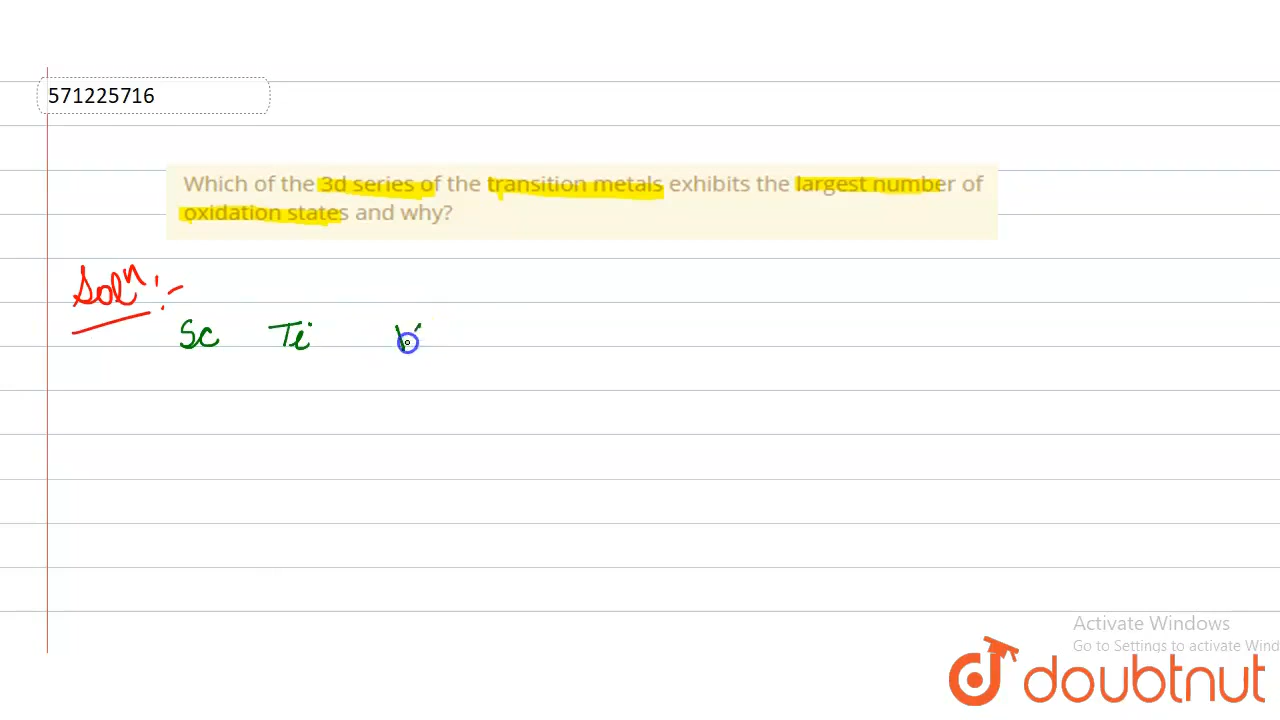 571225716
Which of the 3d series of the transition metals exhibits the largest number of
oxidation states and why?
Solⁿ :-
Sc Ti V
Activate Windows
Go to Settings to activate Wind
doubtnut